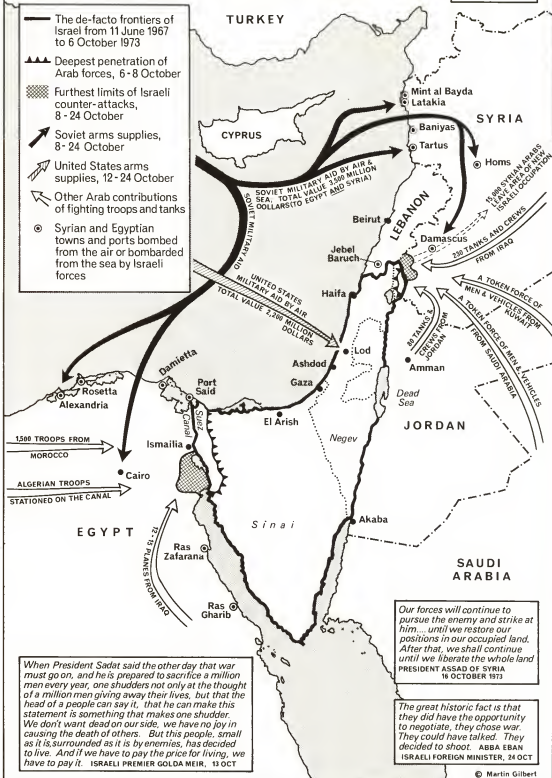 The de-facto frontiers of
Israel from 11 June 1967
to 6 October 1973
Deepest penetration of
Arab forces, 6-8 October
Furthest limits of Israeli
counter-attacks,
8-24 October
Soviet arms supplies,
8-24 October
United States arms
supplies, 12-24 October
Other Arab contributions
of fighting troops and tanks
Syrian and Egyptian
towns and ports bombed
from the air or bombarded
from the sea by Israeli
forces
TURKEY
Mint al Bayda
Latakia
SYRIA
CYPRUS
Baniyas
Tartus
Homs
SOVIET MILITARY AID BY AIR &
SEA. TOTAL VALUE 3,500 MILLION
DOLLARS (TO EGYPT AND SYRIA)
SOVIET MILITARY AID
15,000 SYRIAN ARABS
LEAVE AREA OF NEW
ISRAELI OCCUPATION
LEBANON
Beirut
Damascus
230 TANKS AND CREWS
FROM IRAQ
Jebel
Baruch
UNITED STATES
MILITARY AID BY AIR
TOTAL VALUE 2,200 MILLION
DOLLARS
Haifa
A TOKEN FORCE OF
MEN & VEHICLES FROM
KUWAIT
A TOKEN FORCE OF MEN & VEHICLES
FROM SAUDI ARABIA
80 TANKS &
CREWS FROM
JORDAN
Lod
Ashdod
Gaza
Amman
Dead
Sea
Damietta
Port
Said
Rosetta
Alexandria
Suez
Canal
El Arish
Negev
JORDAN
Ismailia
1,500 TROOPS FROM
MOROCCO
Cairo
ALGERIAN TROOPS
STATIONED ON THE CANAL
EGYPT
Sinai
Akaba
12-15 PLANES FROM IRAQ
Ras
Zafarana
SAUDI
ARABIA
Ras
Gharib
Our forces will continue to
pursue the enemy and strike at
him.... until we restore our
positions in our occupied land.
After that, we shall continue
until we liberate the whole land
PRESIDENT ASSAD OF SYRIA
16 OCTOBER 1973
When President Sadat said the other day that war
must go on, and he is prepared to sacrifice a million
men every year, one shudders not only at the thought
of a million men giving away their lives, but that the
head of a people can say it, that he can make this
statement is something that makes one shudder.
We don't want dead on our side, we have no joy in
causing the death of others. But this people, small
as it is, surrounded as it is by enemies, has decided
to live. And if we have to pay the price for living, we
have to pay it. ISRAELI PREMIER GOLDA MEIR, 13 OCT
The great historic fact is that
they did have the opportunity
to negotiate, they chose war.
They could have talked. They
decided to shoot. ABBA EBAN
ISRAELI FOREIGN MINISTER, 24 OCT
© Martin Gilbert